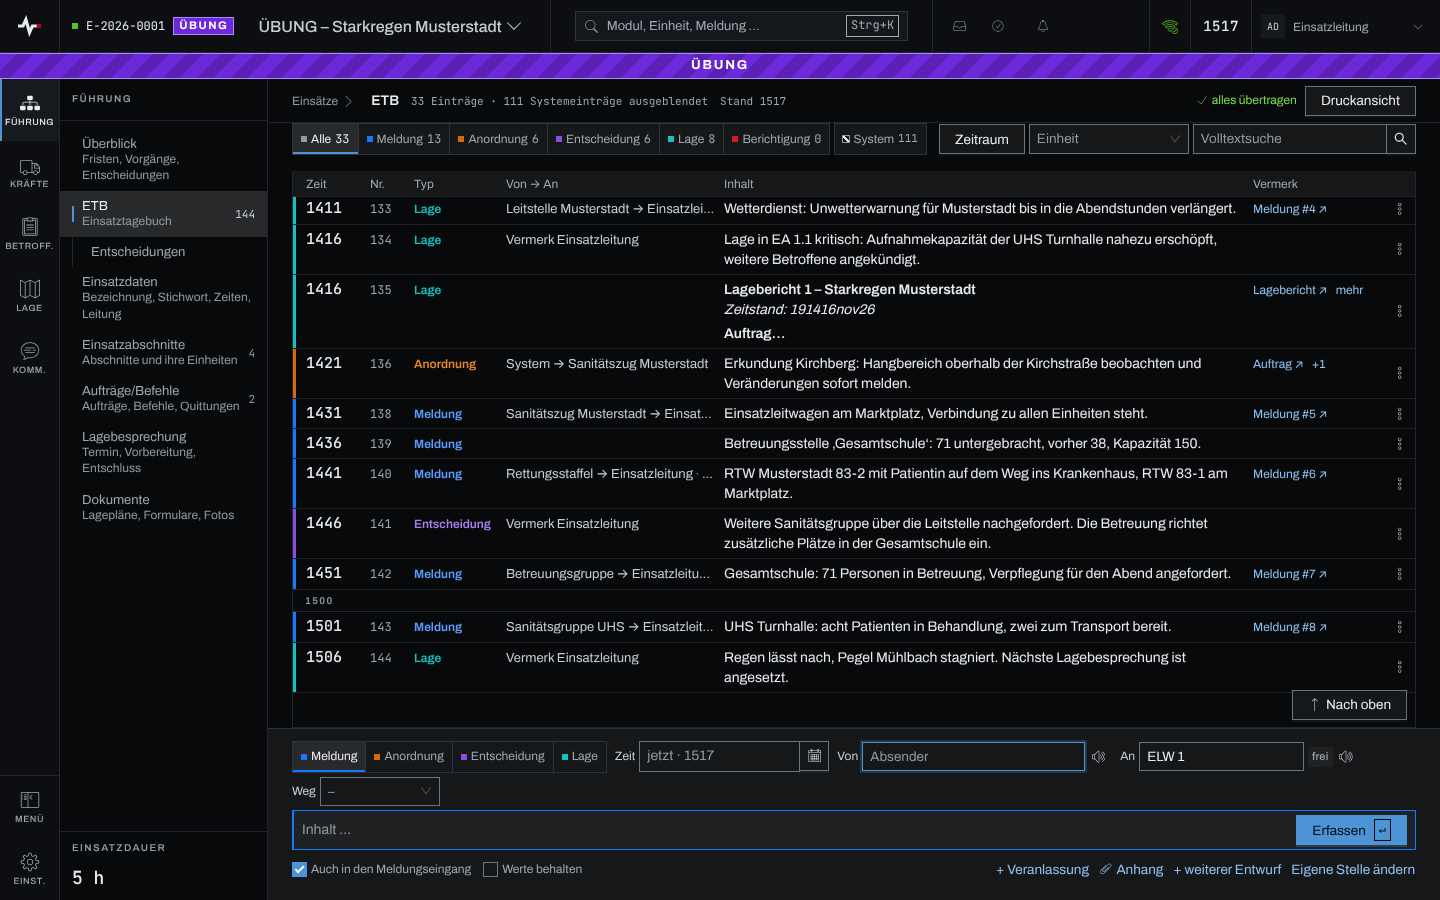 E-2026-0001 ÜBUNG ÜBUNG – Starkregen Musterstadt Modul, Einheit, Meldung ... Strg+K 1517 AD Einsatzleitung
ÜBUNG
FÜHRUNG
KRÄFTE
BETROFF.
LAGE
KOMM.
MENÜ
EINST.
FÜHRUNG
Überblick
Fristen, Vorgänge,
Entscheidungen
ETB
Einsatztagebuch 144
Entscheidungen
Einsatzdaten
Bezeichnung, Stichwort, Zeiten,
Leitung
Einsatzabschnitte
Abschnitte und ihre Einheiten 4
Aufträge/Befehle
Aufträge, Befehle, Quittungen 2
Lagebesprechung
Termin, Vorbereitung,
Entschluss
Dokumente
Lagepläne, Formulare, Fotos
EINSATZDAUER
5 h
Einsätze ETB 33 Einträge · 111 Systemeinträge ausgeblendet Stand 1517 alles übertragen Druckansicht
Alle 33 Meldung 13 Anordnung 6 Entscheidung 6 Lage 8 Berichtigung 0 System 111 Zeitraum Einheit Volltextsuche
Zeit Nr. Typ Von → An Inhalt Vermerk
1411 133 Lage Leitstelle Musterstadt → Einsatzlei... Wetterdienst: Unwetterwarnung für Musterstadt bis in die Abendstunden verlängert. Meldung #4 ↗
1416 134 Lage Vermerk Einsatzleitung Lage in EA 1.1 kritisch: Aufnahmekapazität der UHS Turnhalle nahezu erschöpft,
weitere Betroffene angekündigt.
1416 135 Lage Lagebericht 1 – Starkregen Musterstadt Lagebericht ↗ mehr
Zeitstand: 191416nov26
Auftrag...
1421 136 Anordnung System → Sanitätszug Musterstadt Erkundung Kirchberg: Hangbereich oberhalb der Kirchstraße beobachten und Auftrag ↗ +1
Veränderungen sofort melden.
1431 138 Meldung Sanitätszug Musterstadt → Einsat... Einsatzleitwagen am Marktplatz, Verbindung zu allen Einheiten steht. Meldung #5 ↗
1436 139 Meldung Betreuungsstelle ‚Gesamtschule‘: 71 untergebracht, vorher 38, Kapazität 150.
1441 140 Meldung Rettungsstaffel → Einsatzleitung · ... RTW Musterstadt 83-2 mit Patientin auf dem Weg ins Krankenhaus, RTW 83-1 am Meldung #6 ↗
Marktplatz.
1446 141 Entscheidung Vermerk Einsatzleitung Weitere Sanitätsgruppe über die Leitstelle nachgefordert. Die Betreuung richtet
zusätzliche Plätze in der Gesamtschule ein.
1451 142 Meldung Betreuungsgruppe → Einsatzleitu... Gesamtschule: 71 Personen in Betreuung, Verpflegung für den Abend angefordert. Meldung #7 ↗
1500
1501 143 Meldung Sanitätsgruppe UHS → Einsatzleit... UHS Turnhalle: acht Patienten in Behandlung, zwei zum Transport bereit. Meldung #8 ↗
1506 144 Lage Vermerk Einsatzleitung Regen lässt nach, Pegel Mühlbach stagniert. Nächste Lagebesprechung ist
angesetzt.
↑ Nach oben
Meldung Anordnung Entscheidung Lage Zeit jetzt · 1517 Von Absender An ELW 1 frei
Weg –
Inhalt ... Erfassen ↵
Auch in den Meldungseingang Werte behalten + Veranlassung Anhang + weiterer Entwurf Eigene Stelle ändern